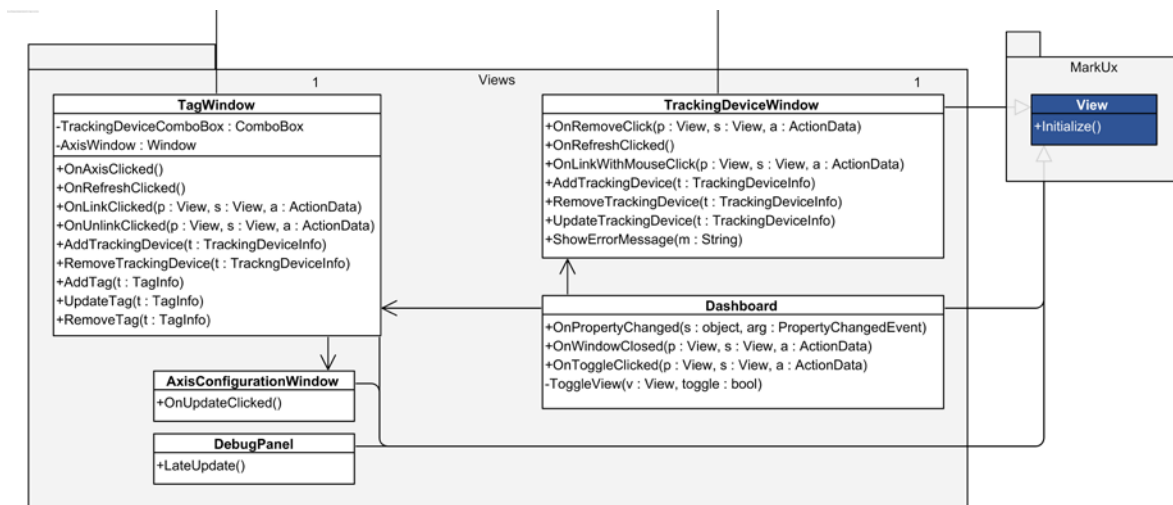 1
Views
1
TagWindow
-TrackingDeviceComboBox : ComboBox
-AxisWindow : Window
+OnAxisClicked()
+OnRefreshClicked()
+OnLinkClicked(p : View, s : View, a : ActionData)
+OnUnlinkClicked(p : View, s : View, a : ActionData)
+AddTrackingDevice(t : TrackingDeviceInfo)
+RemoveTrackingDevice(t : TrackngDeviceInfo)
+AddTag(t : TagInfo)
+UpdateTag(t : TagInfo)
+RemoveTag(t : TagInfo)
AxisConfigurationWindow
+OnUpdateClicked()
DebugPanel
+LateUpdate()
TrackingDeviceWindow
+OnRemoveClick(p : View, s : View, a : ActionData)
+OnRefreshClicked()
+OnLinkWithMouseClick(p : View, s : View, a : ActionData)
+AddTrackingDevice(t : TrackingDeviceInfo)
+RemoveTrackingDevice(t : TrackingDeviceInfo)
+UpdateTrackingDevice(t : TrackingDeviceInfo)
+ShowErrorMessage(m : String)
Dashboard
+OnPropertyChanged(s : object, arg : PropertyChangedEvent)
+OnWindowClosed(p : View, s : View, a : ActionData)
+OnToggleClicked(p : View, s : View, a : ActionData)
-ToggleView(v : View, toggle : bool)
MarkUx
View
+Initialize()